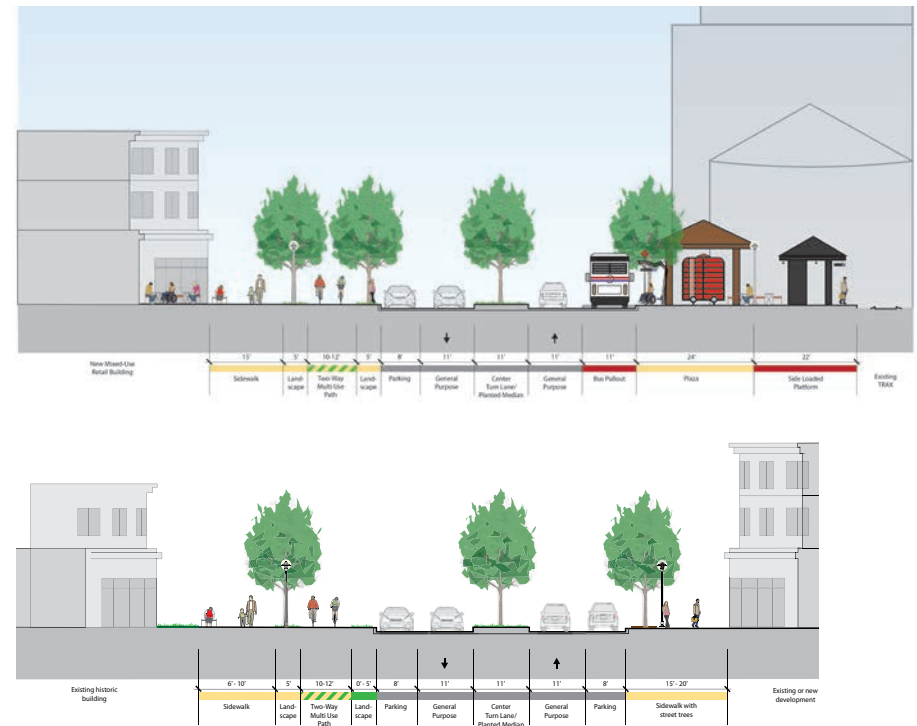 15' 5' 10-12' 5' 8' 11' 11' 11' 11' 24' 22'
New Mixed-Use
Retail Building
Sidewalk
Land-
scape
Two-Way
Multi Use
Path
Land-
scape
Parking
General
Purpose
Center
Turn Lane/
Planted Median
General
Purpose
Bus Pullout
Plaza
Side Loaded
Platform
Existing
TRAX
6' - 10' 5' 10-12' 0' - 5' 8' 11' 11' 11' 8' 15' - 20'
Existing historic
building
Sidewalk
Land-
scape
Two-Way
Multi Use
Path
Land-
scape
Parking
General
Purpose
Center
Turn Lane/
Planted Median
General
Purpose
Parking
Sidewalk with
street trees
Existing or new
development